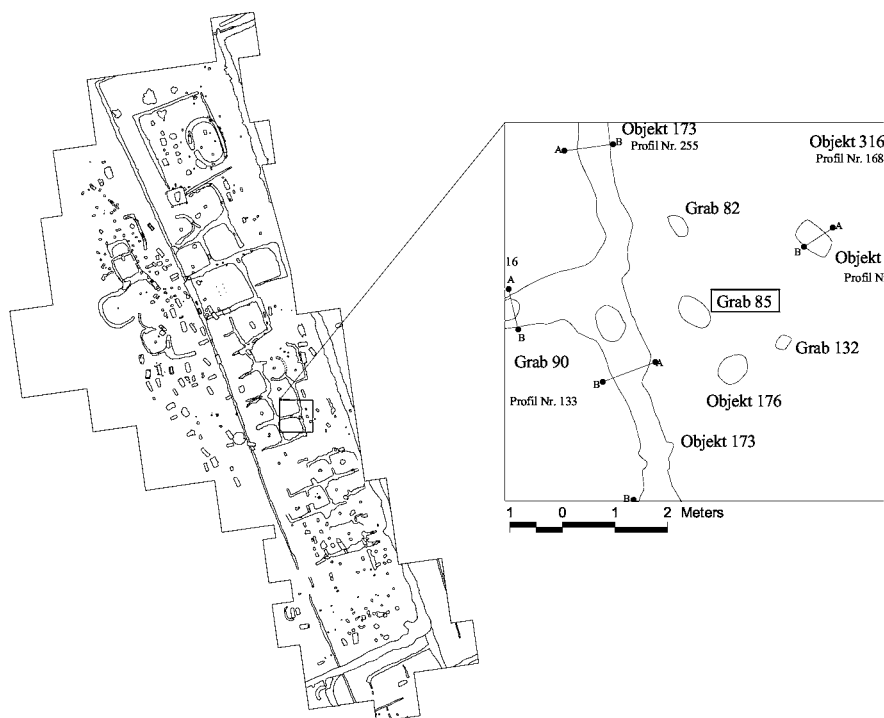 Objekt 173
Profil Nr. 255
A
B
Objekt 316
Profil Nr. 168
Grab 82
A
B
Objekt
Profil N
16
A
B
Grab 85
Grab 90
Grab 132
A
B
Profil Nr. 133
Objekt 176
Objekt 173
B
1 0 1 2 Meters